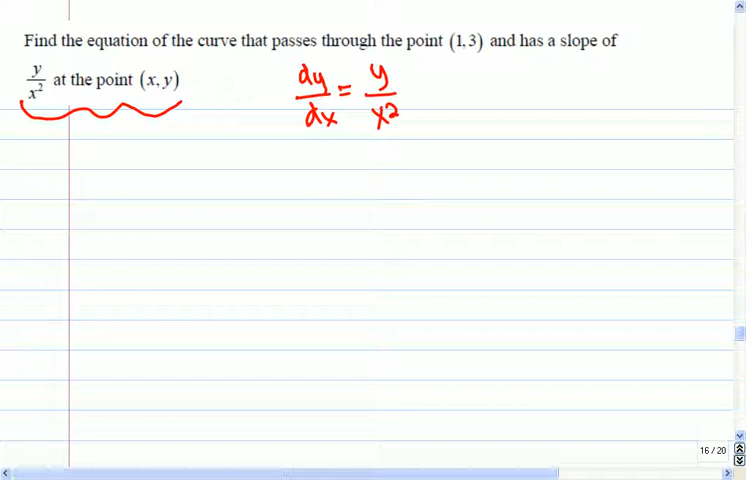 Find the equation of the curve that passes through the point (1,3) and has a slope of
y/x² at the point (x, y)
dy/dx = y/x²
16 / 20